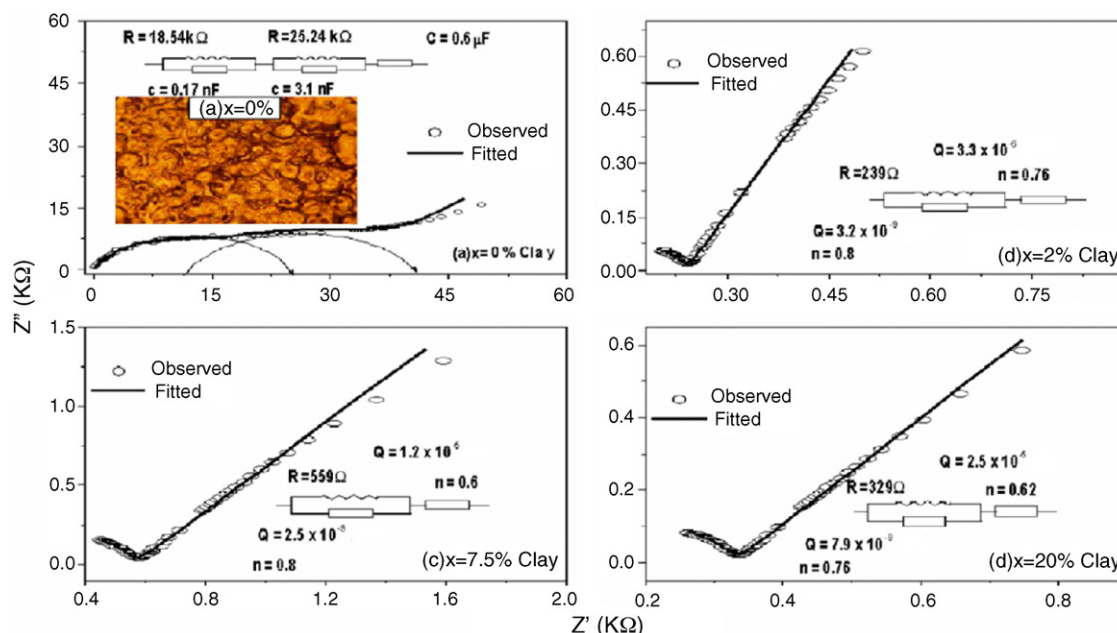 60
R=18.54kΩ R=25.24 kΩ C=0.6 µF
45
c=0.17 nF c=3.1 nF
(a)x=0%
30
Observed
Fitted
15
(a)x=0% Clay
0
0 15 30 45 60
0.60
Observed
Fitted
0.45
Q=3.3 x 10
0.30
R=239Ω
n=0.76
0.15
Q=3.2 x 10⁻⁹
n=0.8
(d)x=2% Clay
0.00
0.30 0.45 0.60 0.75
Z'' (KΩ)
1.5
Observed
Fitted
1.0
Q=1.2 x 10
R=559Ω
n=0.6
0.5
Q=2.5 x 10
n=0.8
(c)x=7.5% Clay
0.0
0.4 0.8 1.2 1.6 2.0
0.6
Observed
Fitted
0.4
Q=2.5 x 10
R=329Ω
n=0.62
0.2
Q=7.9 x 10⁻⁹
n=0.76
(d)x=20% Clay
0.0
0.2 0.4 0.6 0.8
Z' (KΩ)